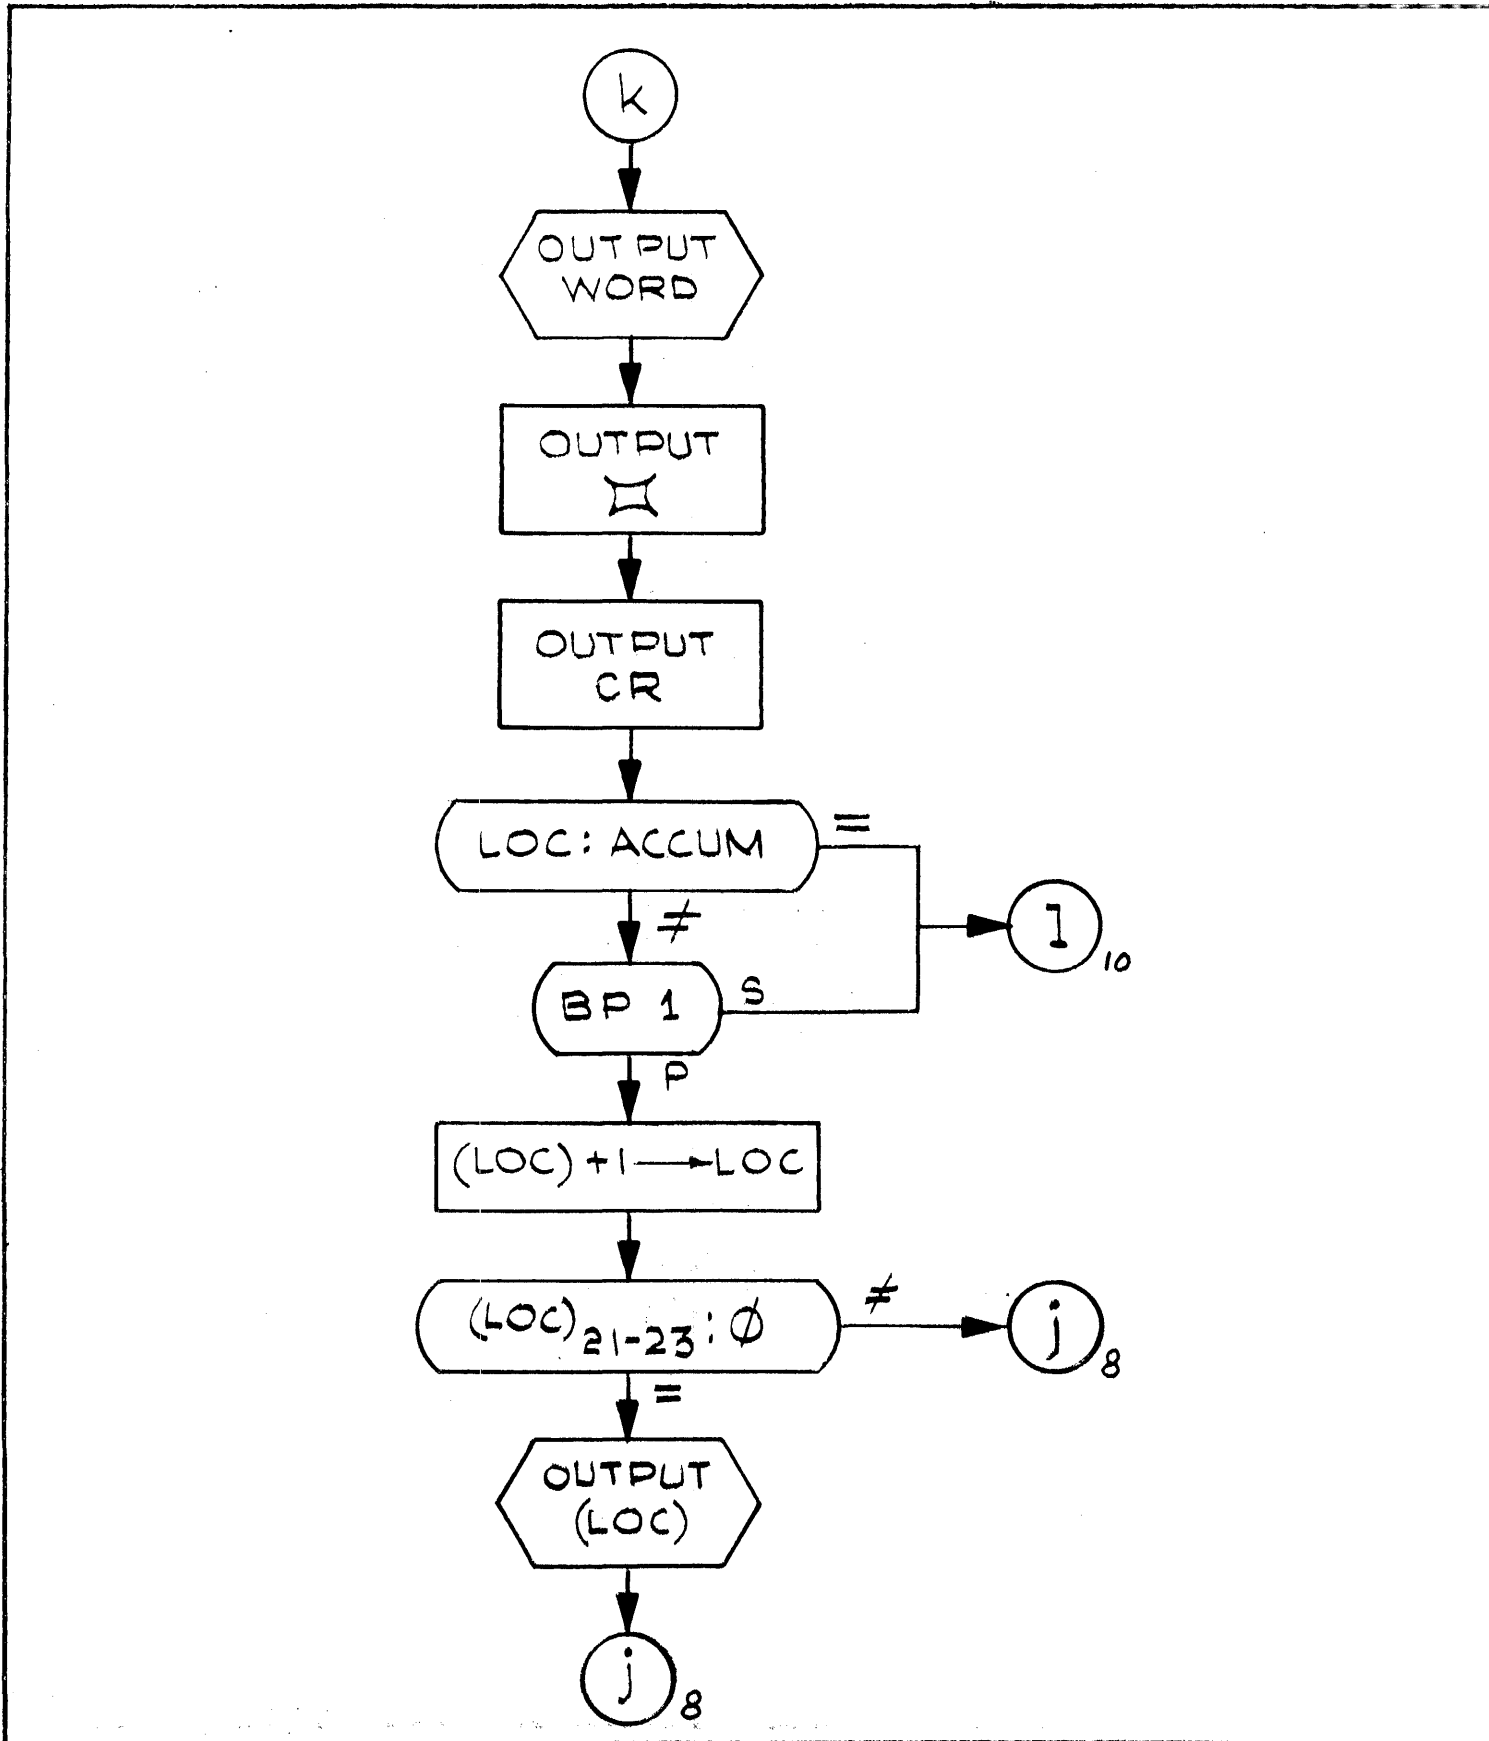 k
OUTPUT
WORD
OUTPUT
¤
OUTPUT
CR
LOC: ACCUM
=
≠
l
10
BP 1
S
P
(LOC) +1 → LOC
(LOC)21-23 : Ø
≠
j
8
=
OUTPUT
(LOC)
j
8